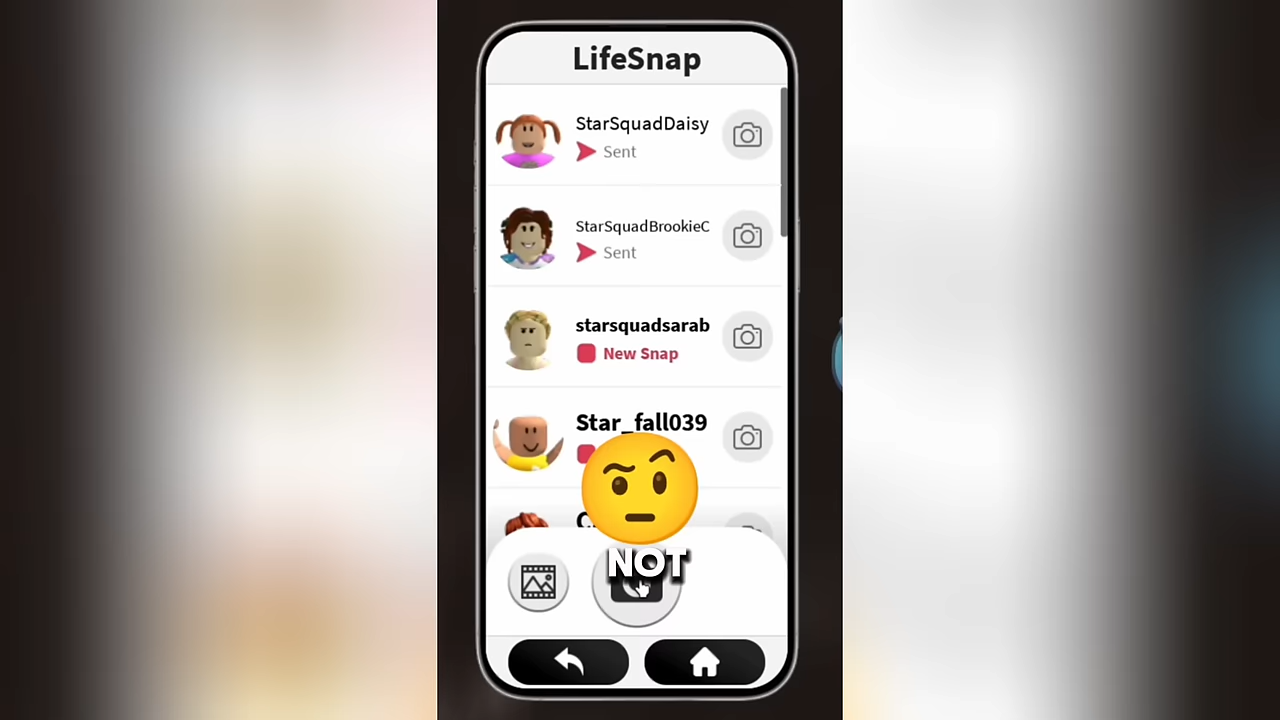 LifeSnap
StarSquadDaisy
Sent
StarSquadBrookieC
Sent
starsquadsarab
New Snap
Star_fall039
NOT